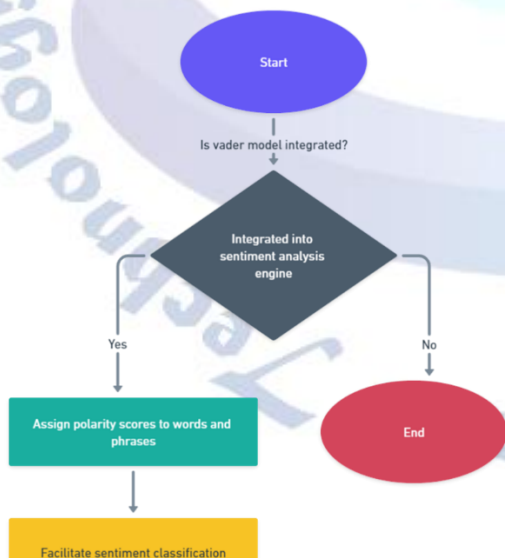 Start
Is vader model integrated?
Integrated into
sentiment analysis
engine
Yes
No
Assign polarity scores to words and
phrases
End
Facilitate sentiment classification